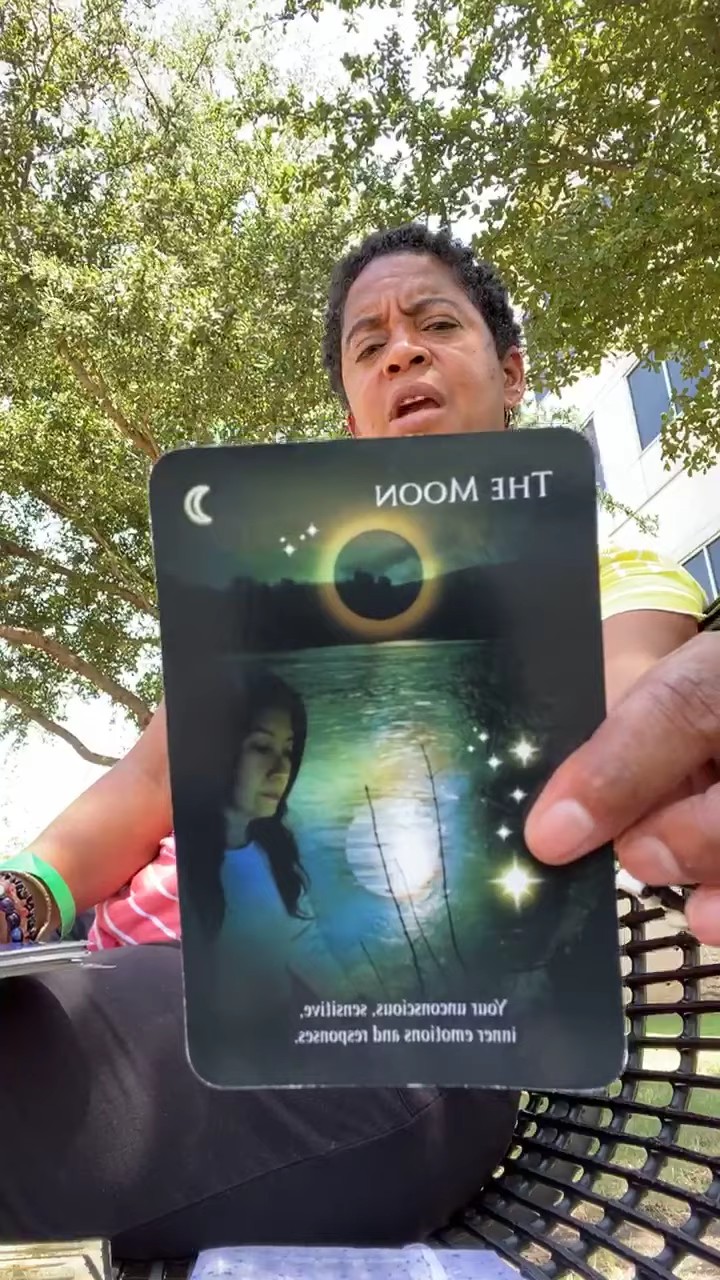 THE MOON
Your unconscious, sensitive,
inner emotions and responses.